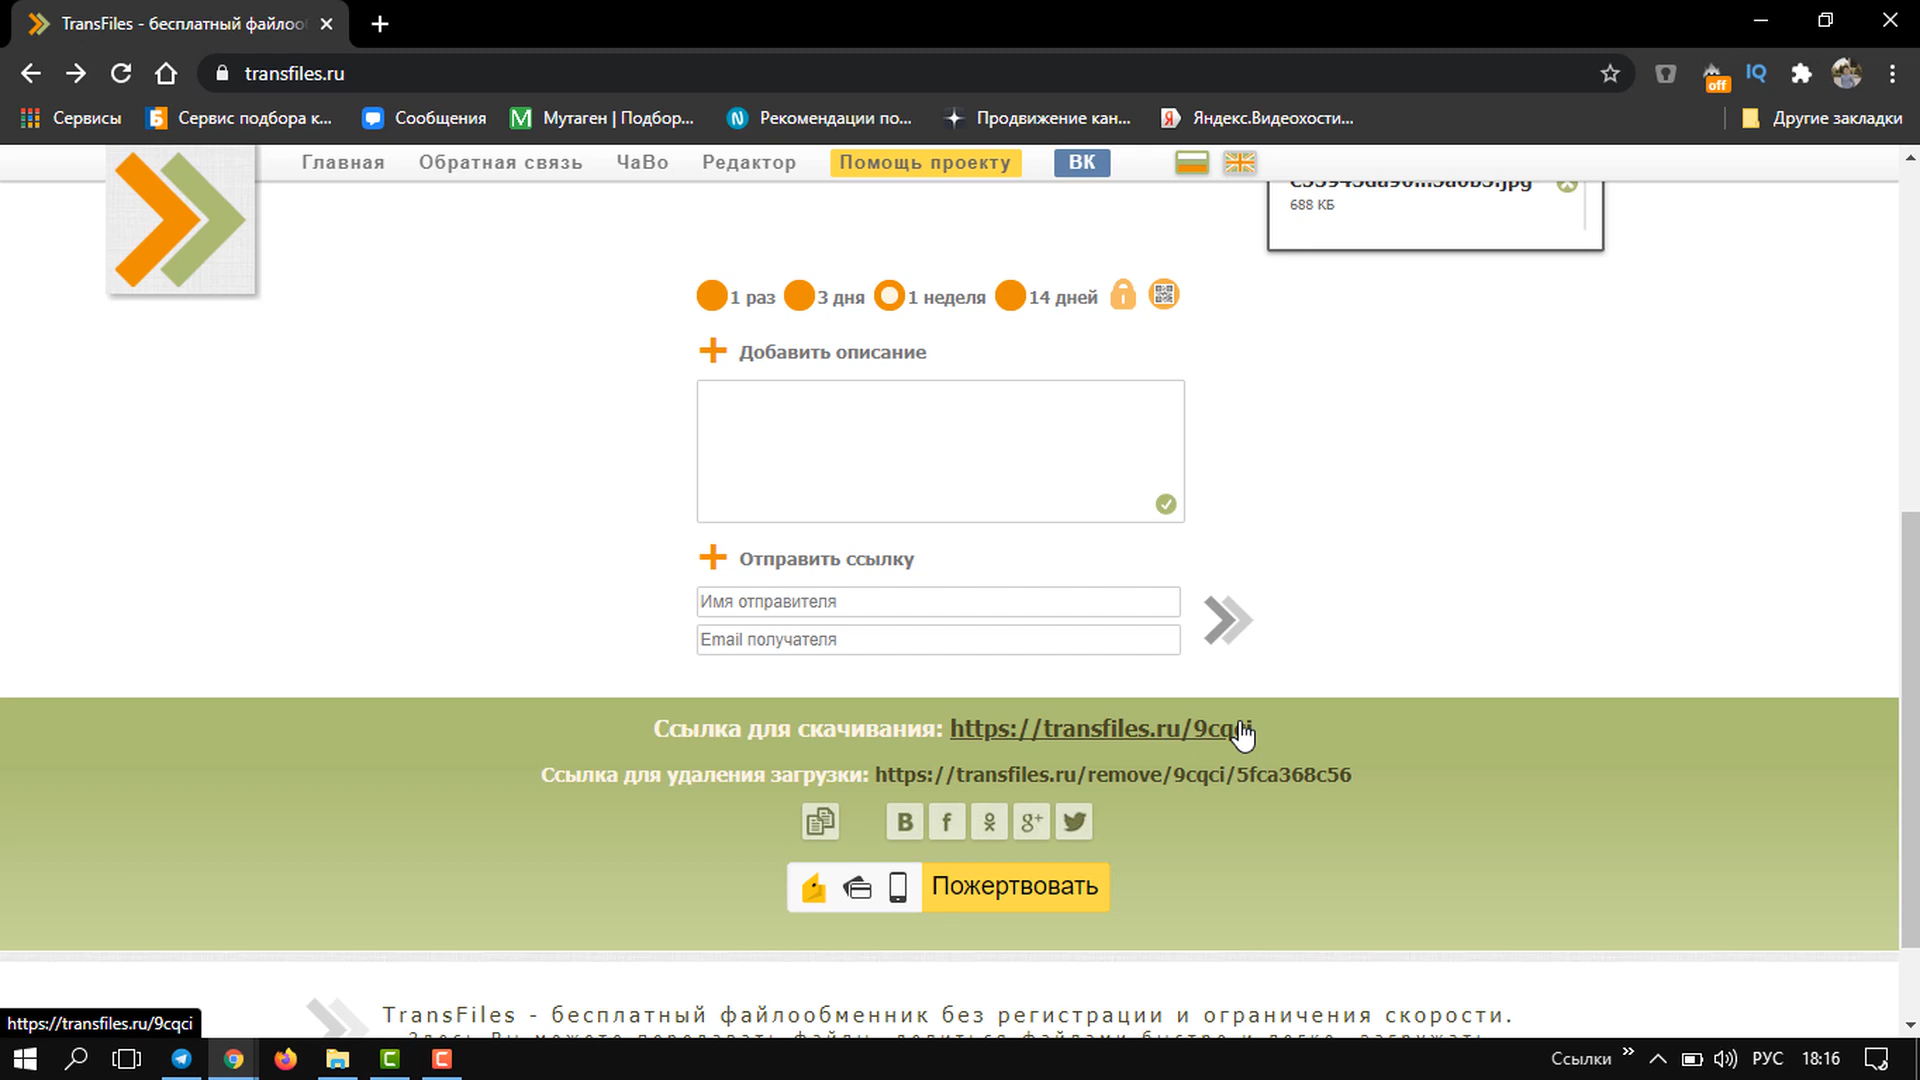 TransFiles - бесплатный файлоо
transfiles.ru
off
IQ
Сервисы
Сервис подбора к...
Сообщения
Мутаген | Подбор...
Рекомендации по...
Продвижение кан...
Яндекс.Видеохости...
Другие закладки
Главная
Обратная связь
ЧаВо
Редактор
Помощь проекту
ВК
688 КБ
1 раз
3 дня
1 неделя
14 дней
Добавить описание
Отправить ссылку
Имя отправителя
Email получателя
Ссылка для скачивания: https://transfiles.ru/9cqci
Ссылка для удаления загрузки: https://transfiles.ru/remove/9cqci/5fca368c56
B f g+
Пожертвовать
TransFiles - бесплатный файлообменник без регистрации и ограничения скорости.
https://transfiles.ru/9cqci
Ссылки
РУС
18:16